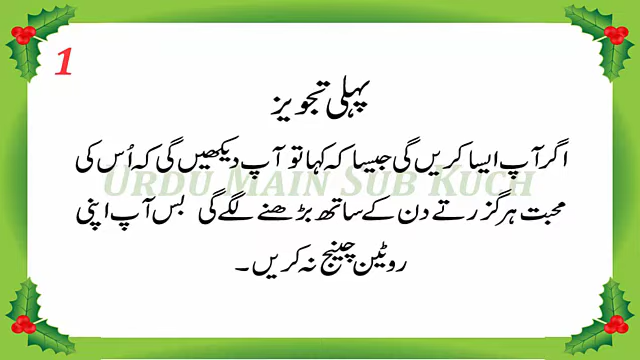 1
پہلی تجویز
اگر آپ ایسا کریں گی جیسا کہ کہا تو آپ دیکھیں گی کہ اُس کی
URDU MAIN SUB KUCH
محبت ہر گزرتے دن کے ساتھ بڑھنے لگے گی بس آپ اپنی
روٹین چینج نہ کریں۔